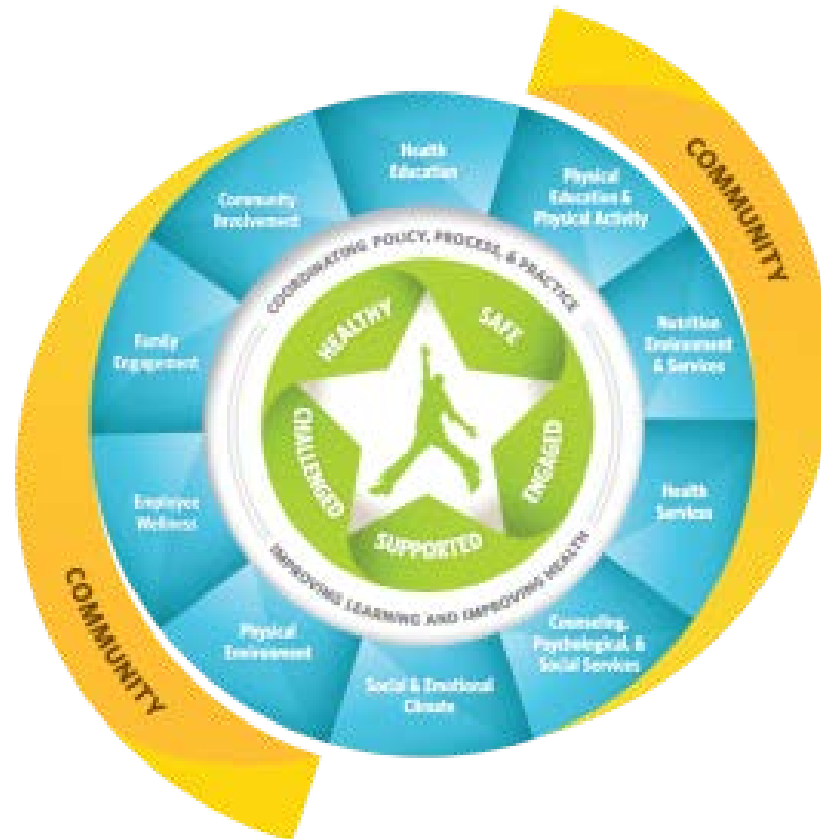 COMMUNITY
Health
Education
Physical
Education &
Physical Activity
Nutrition
Environment
& Services
Health
Services
Counseling,
Psychological, &
Social Services
Social & Emotional
Climate
Physical
Environment
Employee
Wellness
Family
Engagement
Community
Involvement
COORDINATING POLICY, PROCESS, & PRACTICE
IMPROVING LEARNING AND IMPROVING HEALTH
HEALTHY
SAFE
ENGAGED
SUPPORTED
CHALLENGED
COMMUNITY